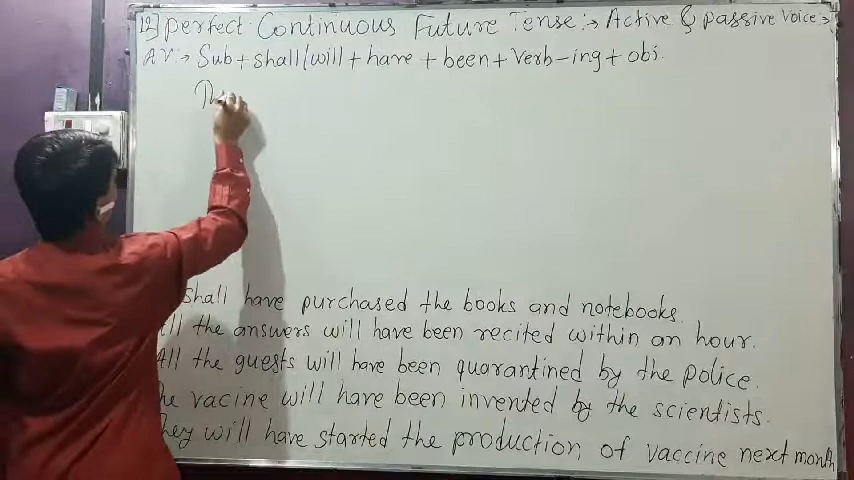 12] Perfect Continuous Future Tense :→ Active & Passive Voice :→
AV :→ Sub + shall/will + have + been + Verb-ing + obj.
Th
shall have purchased the books and notebooks.
the answers will have been recited within an hour.
All the guests will have been quarantined by the police.
vacine will have been invented by the scientists.
They will have started the production of vaccine next month